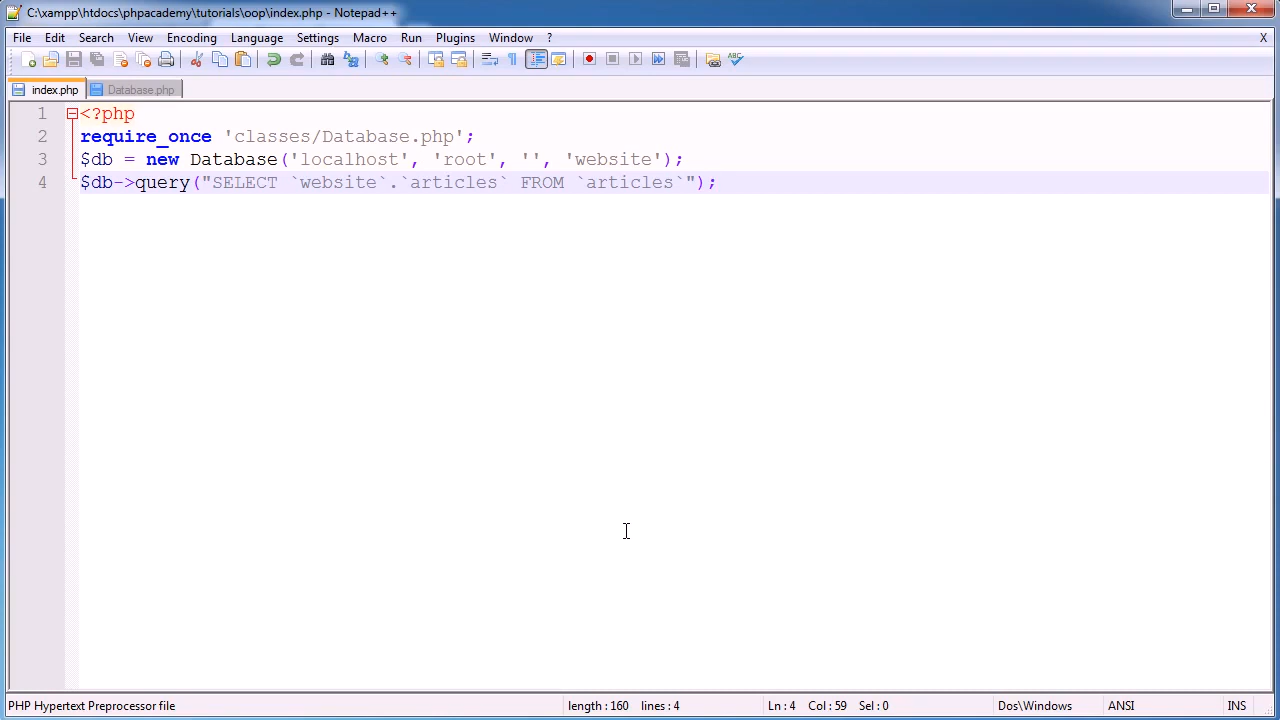 C:\xampp\htdocs\phpacademy\tutorials\oop\index.php - Notepad++
File Edit Search View Encoding Language Settings Macro Run Plugins Window ? X
index.php Database.php
1 <?php
2 require_once 'classes/Database.php';
3 $db = new Database('localhost', 'root', '', 'website');
4 $db->query("SELECT `website`.`articles` FROM `articles`");
PHP Hypertext Preprocessor file length : 160 lines : 4 Ln : 4 Col : 59 Sel : 0 Dos\Windows ANSI INS